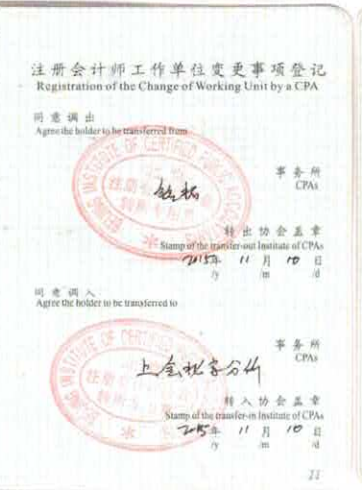 注册会计师工作单位变更事项登记
Registration of the Change of Working Unit by a CPA
同意调出
Agree the holder to be transferred from
事务所
CPAs
转出协会盖章
Stamp of the transfer-out Institute of CPAs
2015年 11 月 10 日
/y /m /d
同意调入
Agree the holder to be transferred to
事务所
CPAs
转入协会盖章
Stamp of the transfer-in Institute of CPAs
2015年 11 月 10 日
/y /m /d
11